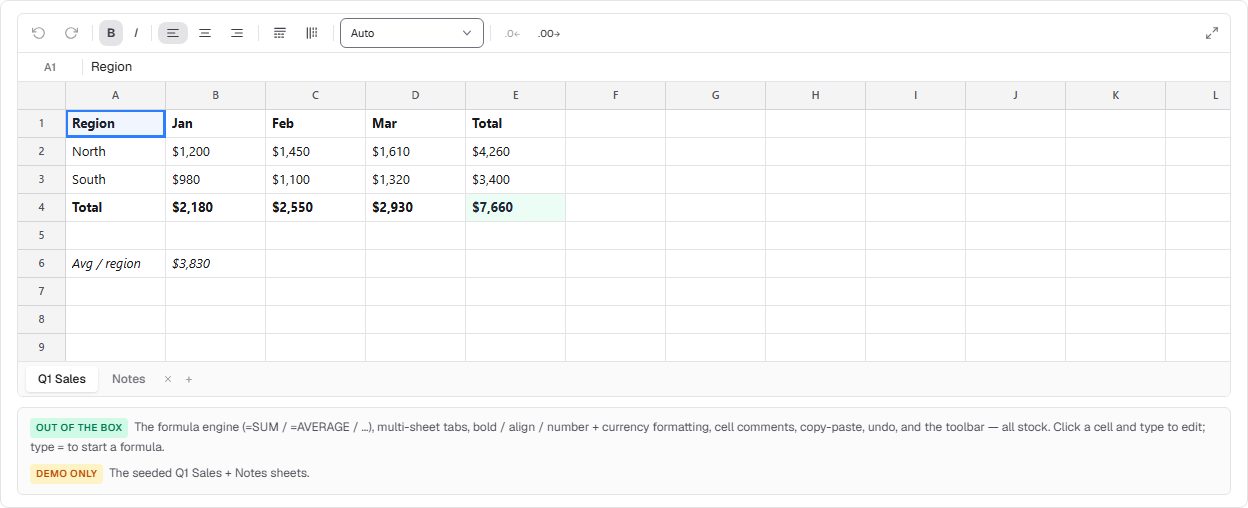 B I Auto .0← .00→
A1 Region
A B C D E F G H I J K L
1 Region Jan Feb Mar Total
2 North $1,200 $1,450 $1,610 $4,260
3 South $980 $1,100 $1,320 $3,400
4 Total $2,180 $2,550 $2,930 $7,660
5
6 Avg / region $3,830
7
8
9
Q1 Sales Notes × +
OUT OF THE BOX The formula engine (=SUM / =AVERAGE / …), multi-sheet tabs, bold / align / number + currency formatting, cell comments, copy-paste, undo, and the toolbar — all stock. Click a cell and type to edit;
type = to start a formula.
DEMO ONLY The seeded Q1 Sales + Notes sheets.